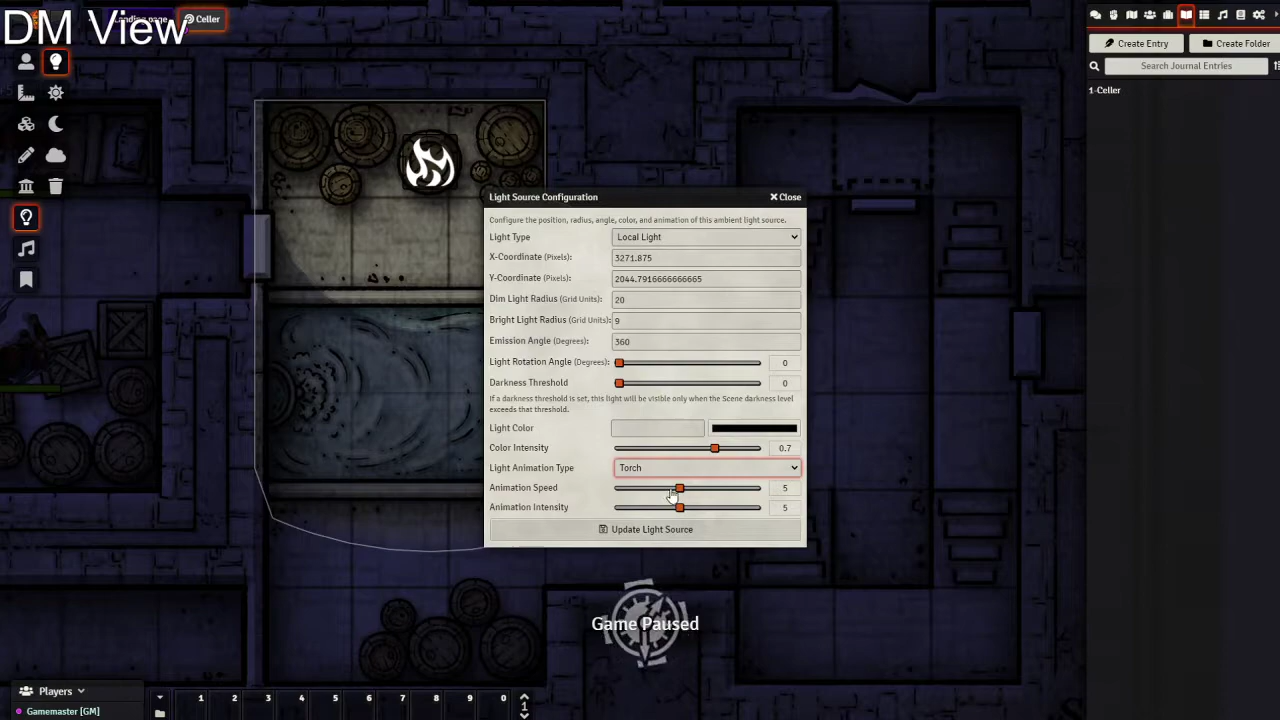 DM View
Landing page
Celler
Create Entry
Create Folder
Search Journal Entries
1-Celler
Light Source Configuration
Close
Configure the position, radius, angle, color, and animation of this ambient light source.
Light Type
Local Light
X-Coordinate (Pixels):
3271.875
Y-Coordinate (Pixels):
2044.7916666666665
Dim Light Radius (Grid Units):
20
Bright Light Radius (Grid Units):
9
Emission Angle (Degrees):
360
Light Rotation Angle (Degrees):
0
Darkness Threshold
0
If a darkness threshold is set, this light will be visible only when the Scene darkness level
exceeds that threshold.
Light Color
Color Intensity
0.7
Light Animation Type
Torch
Animation Speed
5
Animation Intensity
5
Update Light Source
Game Paused
Players
Gamemaster [GM]
1 2 3 4 5 6 7 8 9 0
1